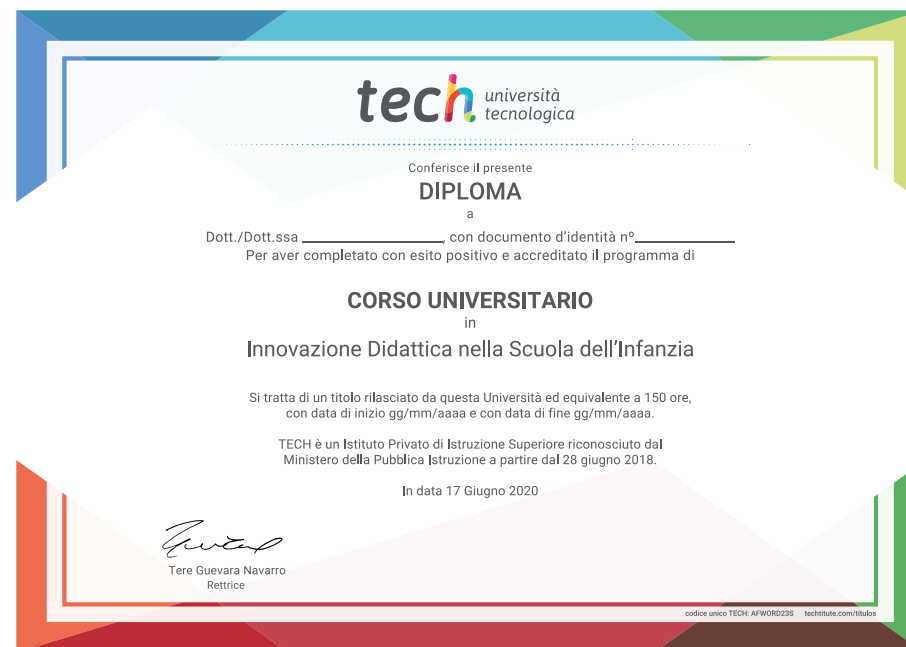 tech università
tecnologica
Conferisce il presente
DIPLOMA
a
Dott./Dott.ssa ____________________, con documento d'identità nº______________
Per aver completato con esito positivo e accreditato il programma di
CORSO UNIVERSITARIO
in
Innovazione Didattica nella Scuola dell'Infanzia
Si tratta di un titolo rilasciato da questa Università ed equivalente a 150 ore,
con data di inizio gg/mm/aaaa e con data di fine gg/mm/aaaa.
TECH è un Istituto Privato di Istruzione Superiore riconosciuto dal
Ministero della Pubblica Istruzione a partire dal 28 giugno 2018.
In data 17 Giugno 2020
Tere Guevara Navarro
Rettrice
codice unico TECH: AFWORD23S techtitute.com/titulos